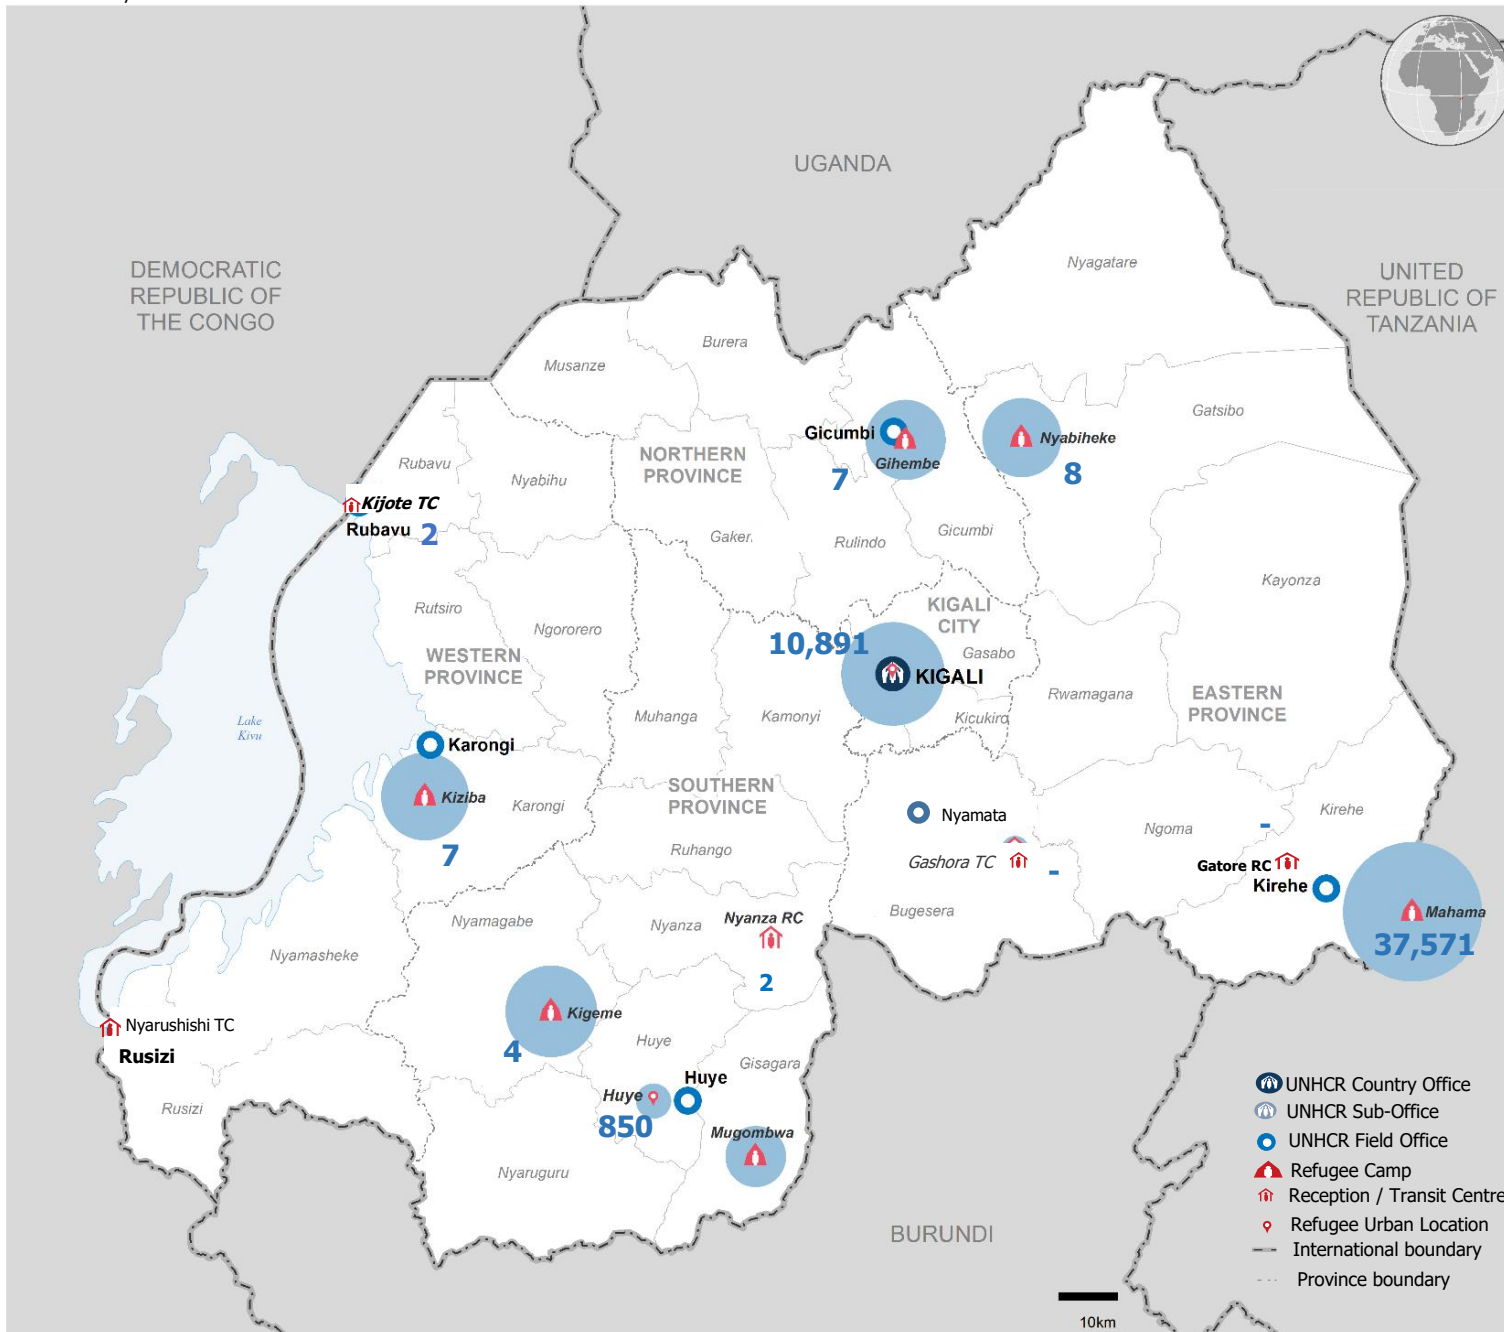 UGANDA
DEMOCRATIC
REPUBLIC OF
THE CONGO
UNITED
REPUBLIC OF
TANZANIA
Nyagatare
Burera
Musanze
Gatsibo
Gicumbi
Gihembe
7
Nyabiheke
8
NORTHERN
PROVINCE
Rubavu
Nyabihu
Kijote TC
Rubavu 2
Gaker
Rulindo
Gicumbi
Kayonza
Rutsiro
Ngororero
KIGALI
CITY
10,891
Gasabo
WESTERN
PROVINCE
KIGALI
Rwamagana
EASTERN
PROVINCE
Lake
Kivu
Muhanga
Kamonyi
Kicukiro
Karongi
Kiziba
Karongi
7
SOUTHERN
PROVINCE
Nyamata
Ngoma
Kirehe
-
Ruhango
Gashora TC
-
Gatore RC
Kirehe
Bugesera
Mahama
37,571
Nyamagabe
Nyanza
Nyanza RC
2
Nyamasheke
Kigeme
4
Nyarushishi TC
Rusizi
Huye
Gisagara
Rusizi
Huye
Huye
850
Mugombwa
Nyaruguru
BURUNDI
UNHCR Country Office
UNHCR Sub-Office
UNHCR Field Office
Refugee Camp
Reception / Transit Centre
Refugee Urban Location
International boundary
Province boundary
10km